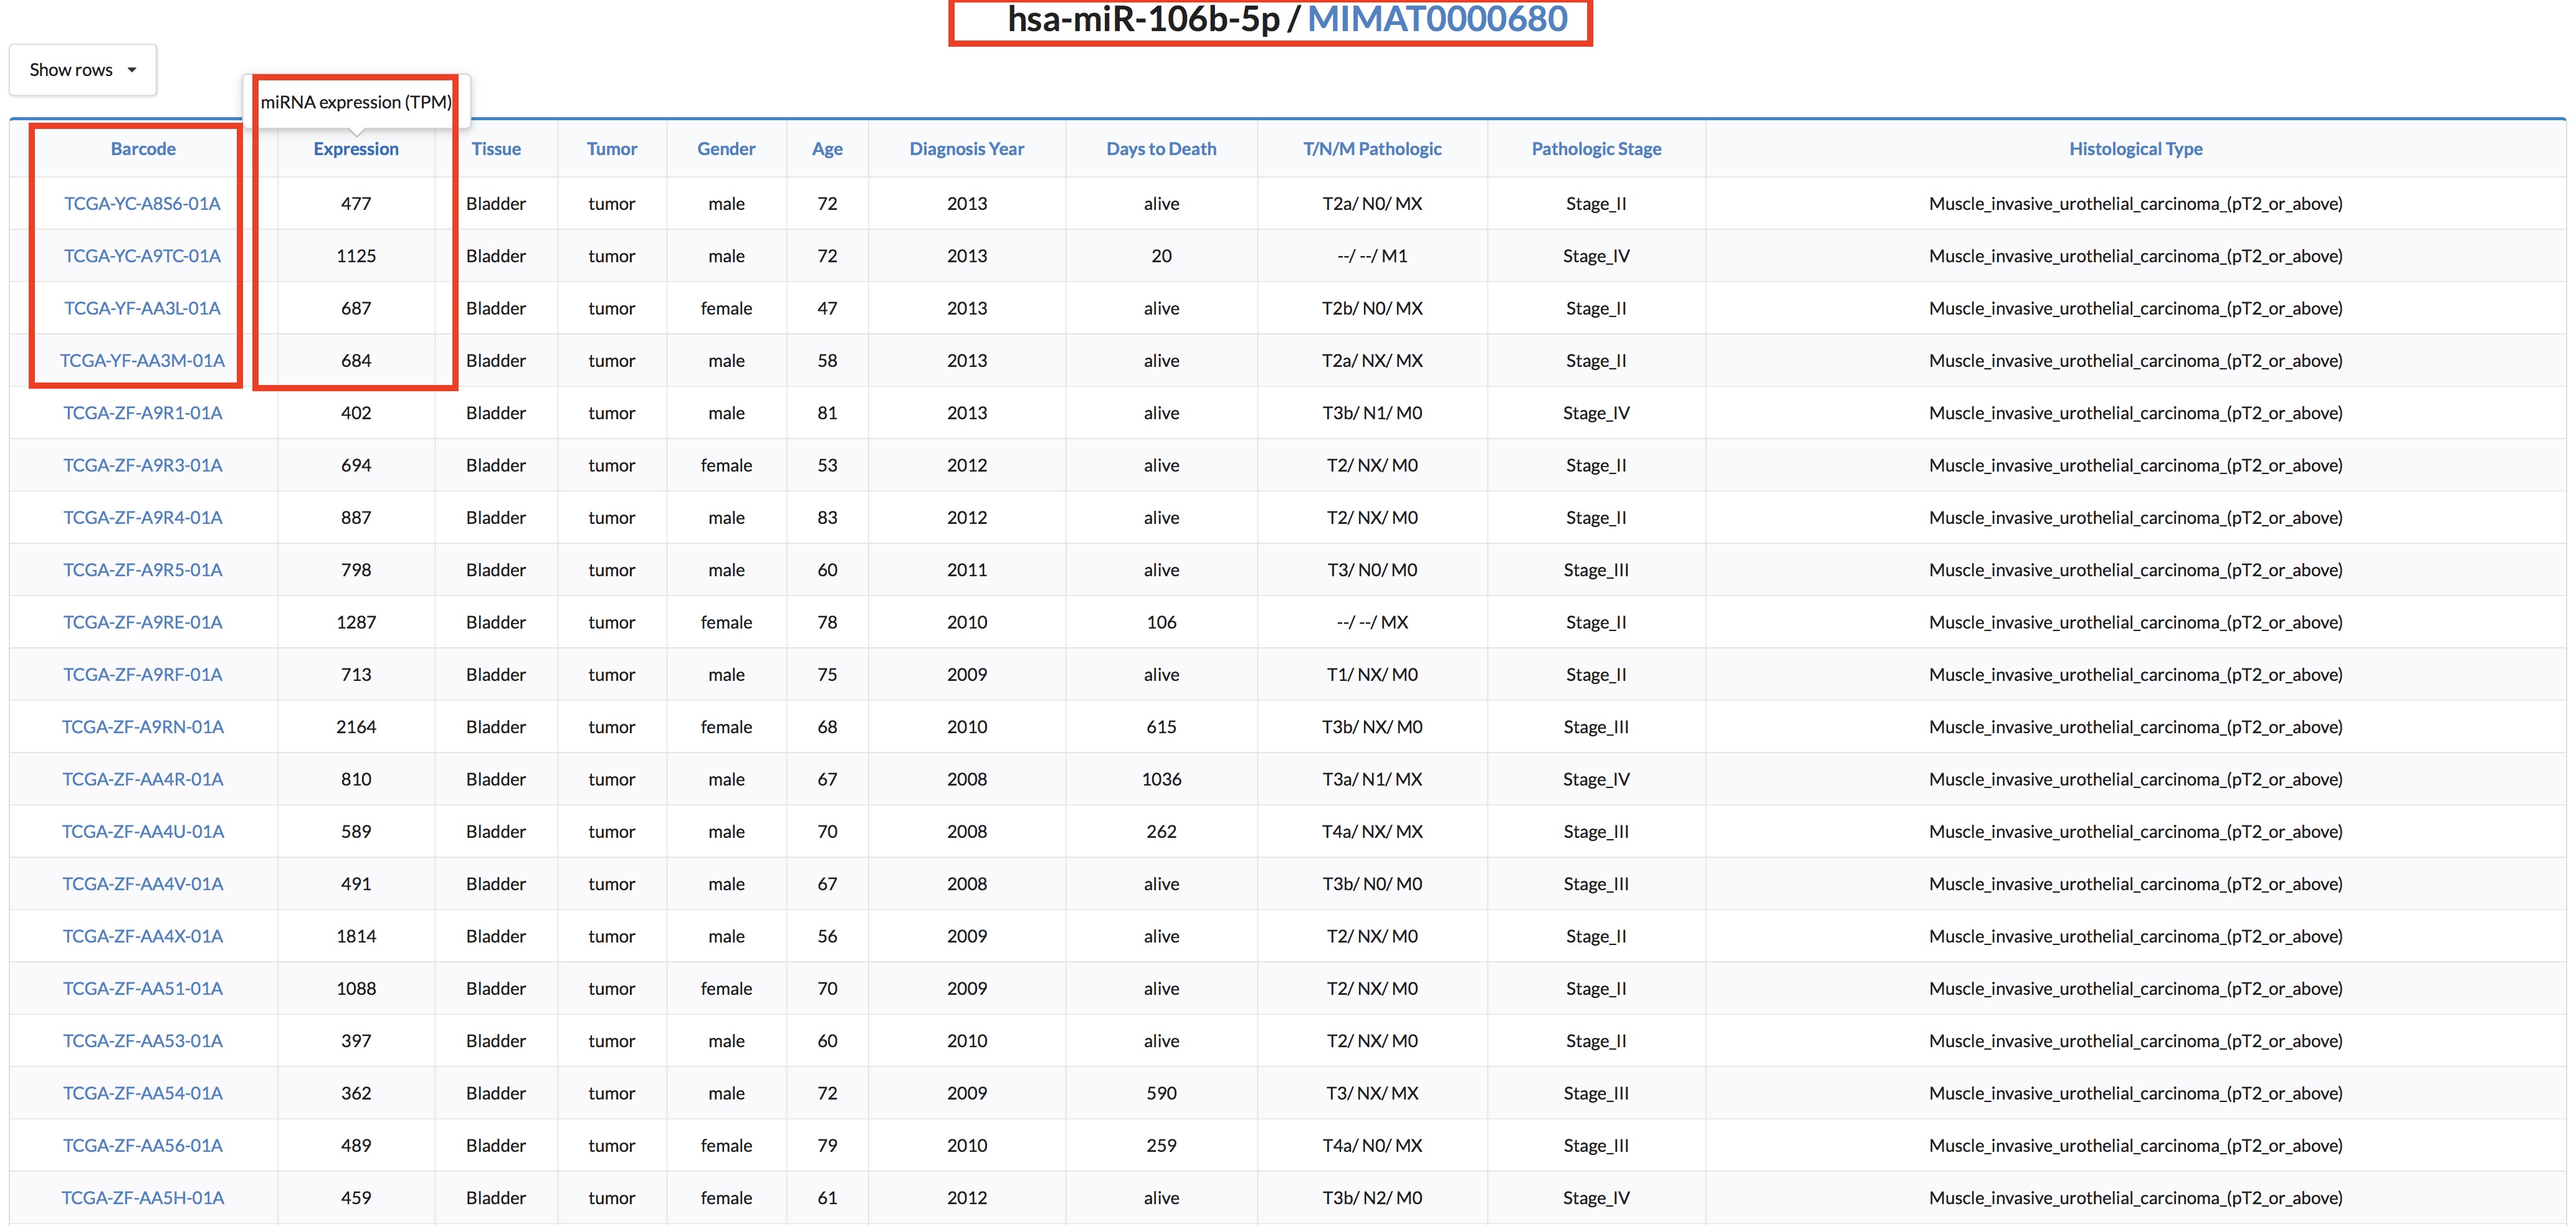 hsa-miR-106b-5p / MIMAT0000680
Show rows
miRNA expression (TPM)
Barcode Expression Tissue Tumor Gender Age Diagnosis Year Days to Death T/N/M Pathologic Pathologic Stage Histological Type
TCGA-YC-A8S6-01A 477 Bladder tumor male 72 2013 alive T2a/ N0/ MX Stage_II Muscle_invasive_urothelial_carcinoma_(pT2_or_above)
TCGA-YC-A9TC-01A 1125 Bladder tumor male 72 2013 20 --/ --/ M1 Stage_IV Muscle_invasive_urothelial_carcinoma_(pT2_or_above)
TCGA-YF-AA3L-01A 687 Bladder tumor female 47 2013 alive T2b/ N0/ MX Stage_II Muscle_invasive_urothelial_carcinoma_(pT2_or_above)
TCGA-YF-AA3M-01A 684 Bladder tumor male 58 2013 alive T2a/ NX/ MX Stage_II Muscle_invasive_urothelial_carcinoma_(pT2_or_above)
TCGA-ZF-A9R1-01A 402 Bladder tumor male 81 2013 alive T3b/ N1/ M0 Stage_IV Muscle_invasive_urothelial_carcinoma_(pT2_or_above)
TCGA-ZF-A9R3-01A 694 Bladder tumor female 53 2012 alive T2/ NX/ M0 Stage_II Muscle_invasive_urothelial_carcinoma_(pT2_or_above)
TCGA-ZF-A9R4-01A 887 Bladder tumor male 83 2012 alive T2/ NX/ M0 Stage_II Muscle_invasive_urothelial_carcinoma_(pT2_or_above)
TCGA-ZF-A9R5-01A 798 Bladder tumor male 60 2011 alive T3/ N0/ M0 Stage_III Muscle_invasive_urothelial_carcinoma_(pT2_or_above)
TCGA-ZF-A9RE-01A 1287 Bladder tumor female 78 2010 106 --/ --/ MX Stage_II Muscle_invasive_urothelial_carcinoma_(pT2_or_above)
TCGA-ZF-A9RF-01A 713 Bladder tumor male 75 2009 alive T1/ NX/ M0 Stage_II Muscle_invasive_urothelial_carcinoma_(pT2_or_above)
TCGA-ZF-A9RN-01A 2164 Bladder tumor female 68 2010 615 T3b/ NX/ M0 Stage_III Muscle_invasive_urothelial_carcinoma_(pT2_or_above)
TCGA-ZF-AA4R-01A 810 Bladder tumor male 67 2008 1036 T3a/ N1/ MX Stage_IV Muscle_invasive_urothelial_carcinoma_(pT2_or_above)
TCGA-ZF-AA4U-01A 589 Bladder tumor male 70 2008 262 T4a/ NX/ MX Stage_III Muscle_invasive_urothelial_carcinoma_(pT2_or_above)
TCGA-ZF-AA4V-01A 491 Bladder tumor male 67 2008 alive T3b/ N0/ M0 Stage_III Muscle_invasive_urothelial_carcinoma_(pT2_or_above)
TCGA-ZF-AA4X-01A 1814 Bladder tumor male 56 2009 alive T2/ NX/ M0 Stage_II Muscle_invasive_urothelial_carcinoma_(pT2_or_above)
TCGA-ZF-AA51-01A 1088 Bladder tumor female 70 2009 alive T2/ NX/ M0 Stage_II Muscle_invasive_urothelial_carcinoma_(pT2_or_above)
TCGA-ZF-AA53-01A 397 Bladder tumor male 60 2010 alive T2/ NX/ M0 Stage_II Muscle_invasive_urothelial_carcinoma_(pT2_or_above)
TCGA-ZF-AA54-01A 362 Bladder tumor male 72 2009 590 T3/ NX/ MX Stage_III Muscle_invasive_urothelial_carcinoma_(pT2_or_above)
TCGA-ZF-AA56-01A 489 Bladder tumor female 79 2010 259 T4a/ N0/ MX Stage_III Muscle_invasive_urothelial_carcinoma_(pT2_or_above)
TCGA-ZF-AA5H-01A 459 Bladder tumor female 61 2012 alive T3b/ N2/ M0 Stage_IV Muscle_invasive_urothelial_carcinoma_(pT2_or_above)